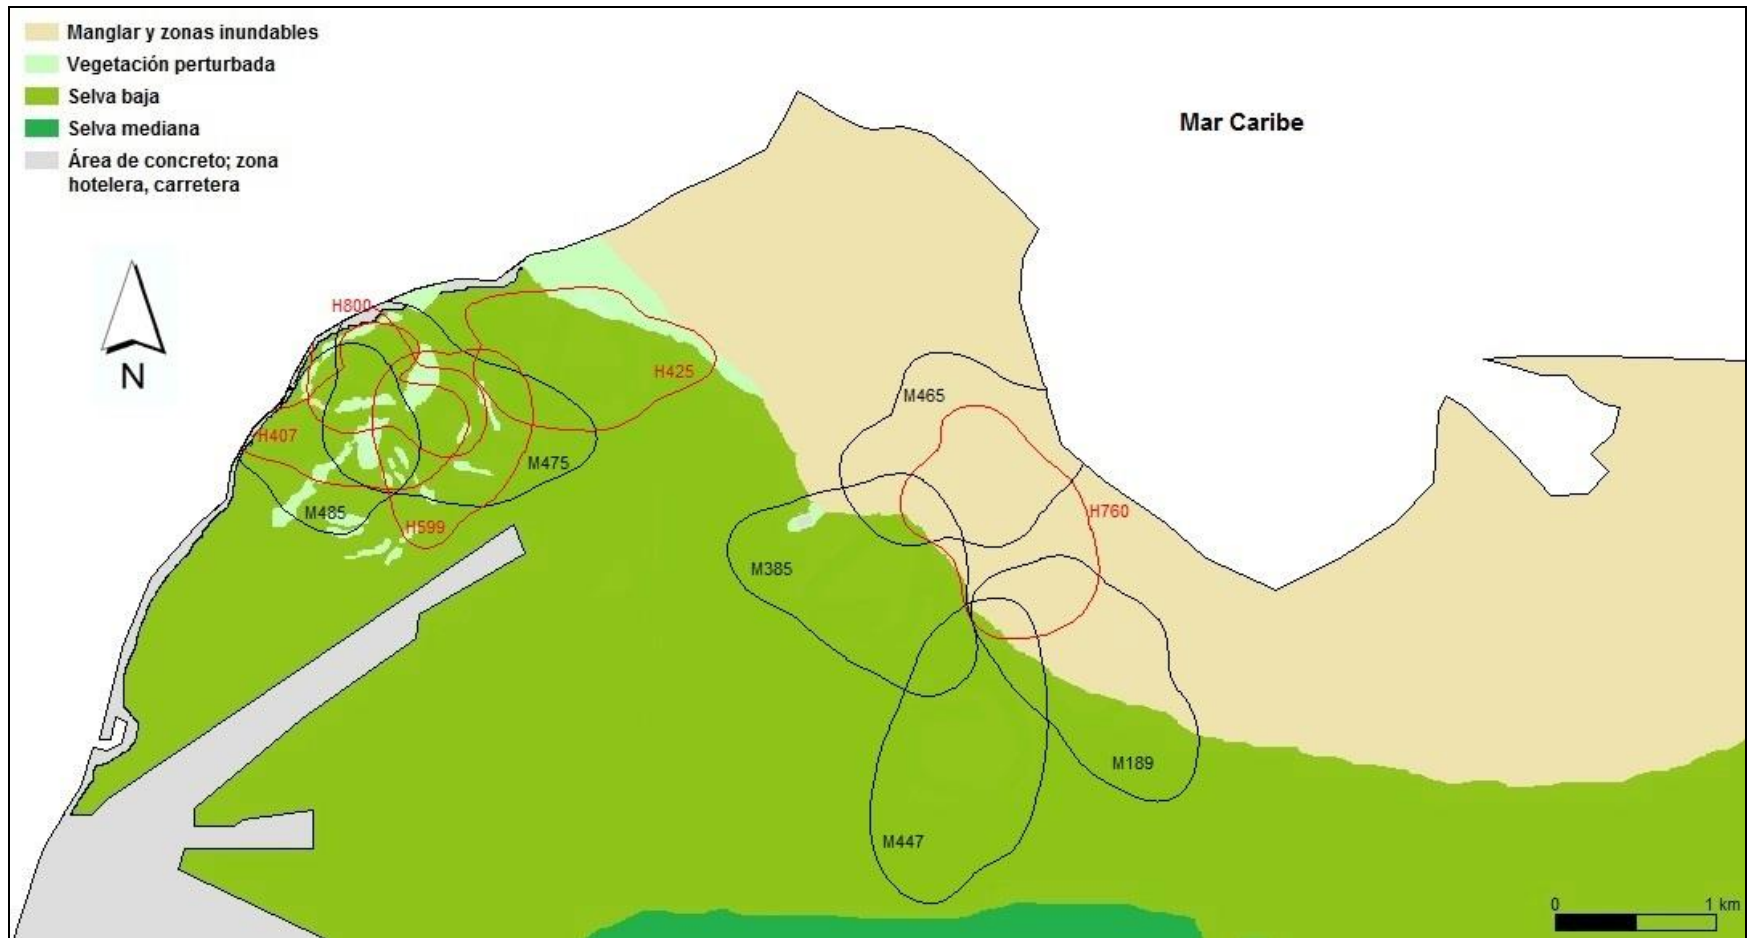 Manglar y zonas inundables
Vegetación perturbada
Selva baja
Selva mediana
Área de concreto; zona
hotelera, carretera
Mar Caribe
N
H800
H425
M465
H407
M475
M485
H599
H760
M385
M189
M447
0 1 km